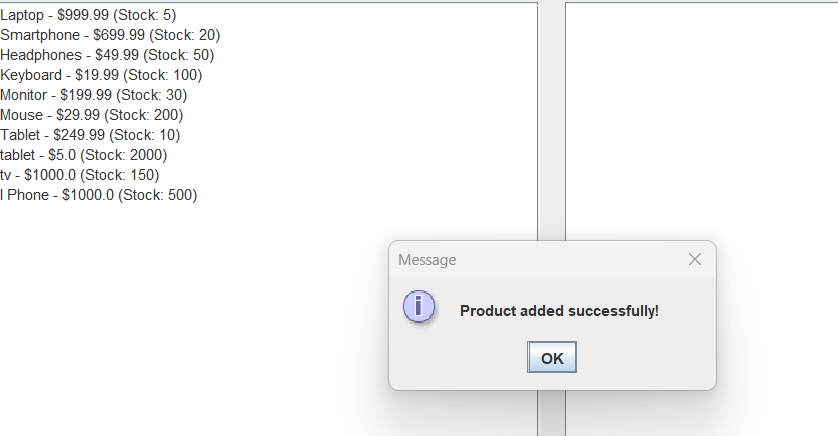 Laptop - $999.99 (Stock: 5)
Smartphone - $699.99 (Stock: 20)
Headphones - $49.99 (Stock: 50)
Keyboard - $19.99 (Stock: 100)
Monitor - $199.99 (Stock: 30)
Mouse - $29.99 (Stock: 200)
Tablet - $249.99 (Stock: 10)
tablet - $5.0 (Stock: 2000)
tv - $1000.0 (Stock: 150)
I Phone - $1000.0 (Stock: 500)
Message
Product added successfully!
OK